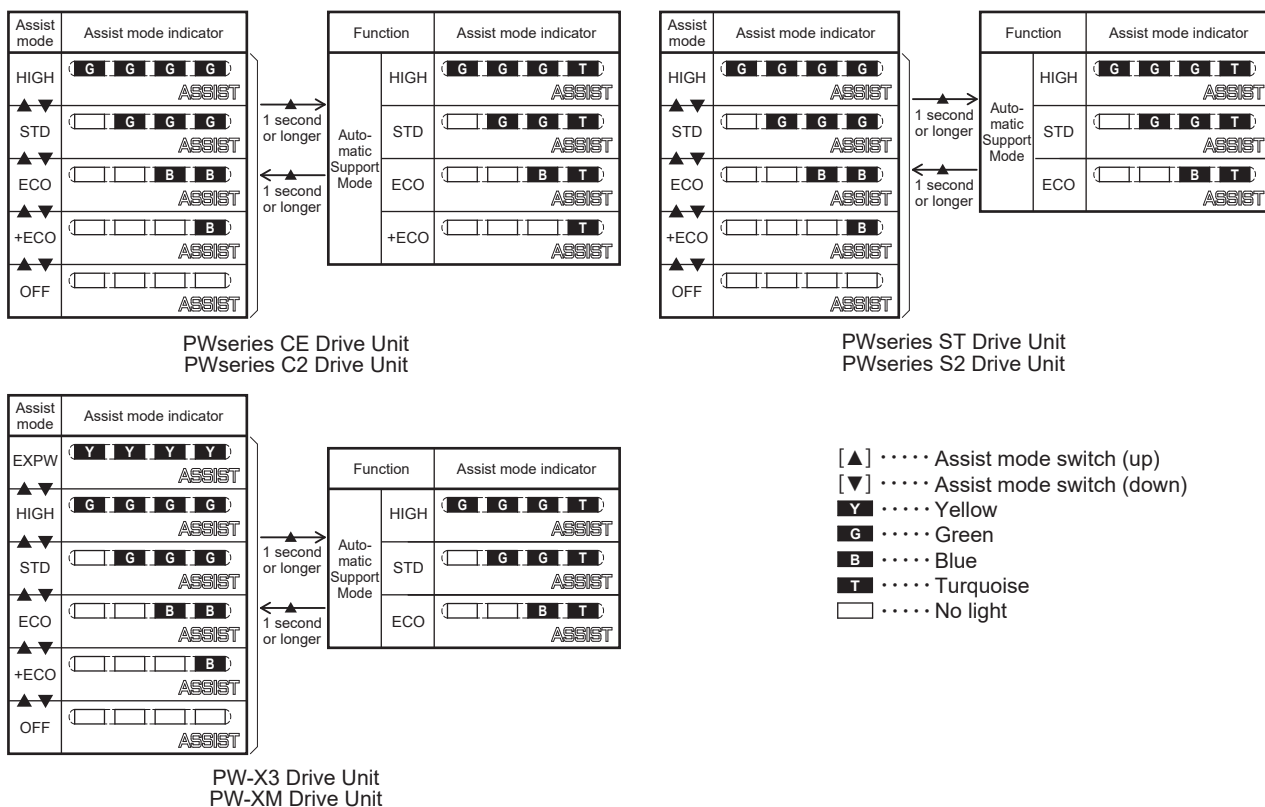 Assist mode
Assist mode indicator
HIGH
G G G G
ASSIST
▲ ▼
STD
G G G
ASSIST
▲ ▼
ECO
B B
ASSIST
▲ ▼
+ECO
B
ASSIST
▲ ▼
OFF
ASSIST
▲
1 second
or longer
▲
1 second
or longer
Function
Assist mode indicator
Auto-
matic
Support
Mode
HIGH
G G G T
ASSIST
STD
G G T
ASSIST
ECO
B T
ASSIST
+ECO
T
ASSIST
PWseries CE Drive Unit
PWseries C2 Drive Unit
Assist
mode
Assist mode indicator
HIGH
G G G G
ASSIST
▲ ▼
STD
G G G
ASSIST
▲ ▼
ECO
B B
ASSIST
▲ ▼
+ECO
B
ASSIST
▲ ▼
OFF
ASSIST
▲
1 second
or longer
▲
1 second
or longer
Function
Assist mode indicator
Auto-
matic
Support
Mode
HIGH
G G G T
ASSIST
STD
G G T
ASSIST
ECO
B T
ASSIST
PWseries ST Drive Unit
PWseries S2 Drive Unit
Assist
mode
Assist mode indicator
EXPW
Y Y Y Y
ASSIST
▲ ▼
HIGH
G G G G
ASSIST
▲ ▼
STD
G G G
ASSIST
▲ ▼
ECO
B B
ASSIST
▲ ▼
+ECO
B
ASSIST
▲ ▼
OFF
ASSIST
▲
1 second
or longer
▲
1 second
or longer
Function
Assist mode indicator
Auto-
matic
Support
Mode
HIGH
G G G T
ASSIST
STD
G G T
ASSIST
ECO
B T
ASSIST
PW-X3 Drive Unit
PW-XM Drive Unit
[▲] ····· Assist mode switch (up)
[▼] ····· Assist mode switch (down)
Y ····· Yellow
G ····· Green
B ····· Blue
T ····· Turquoise
····· No light